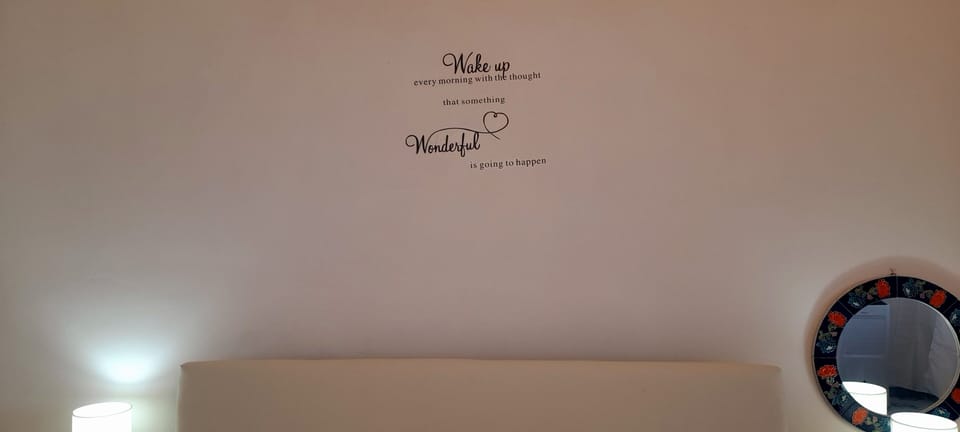 Wake up
every morning with the thought
that something
Wonderful
is going to happen